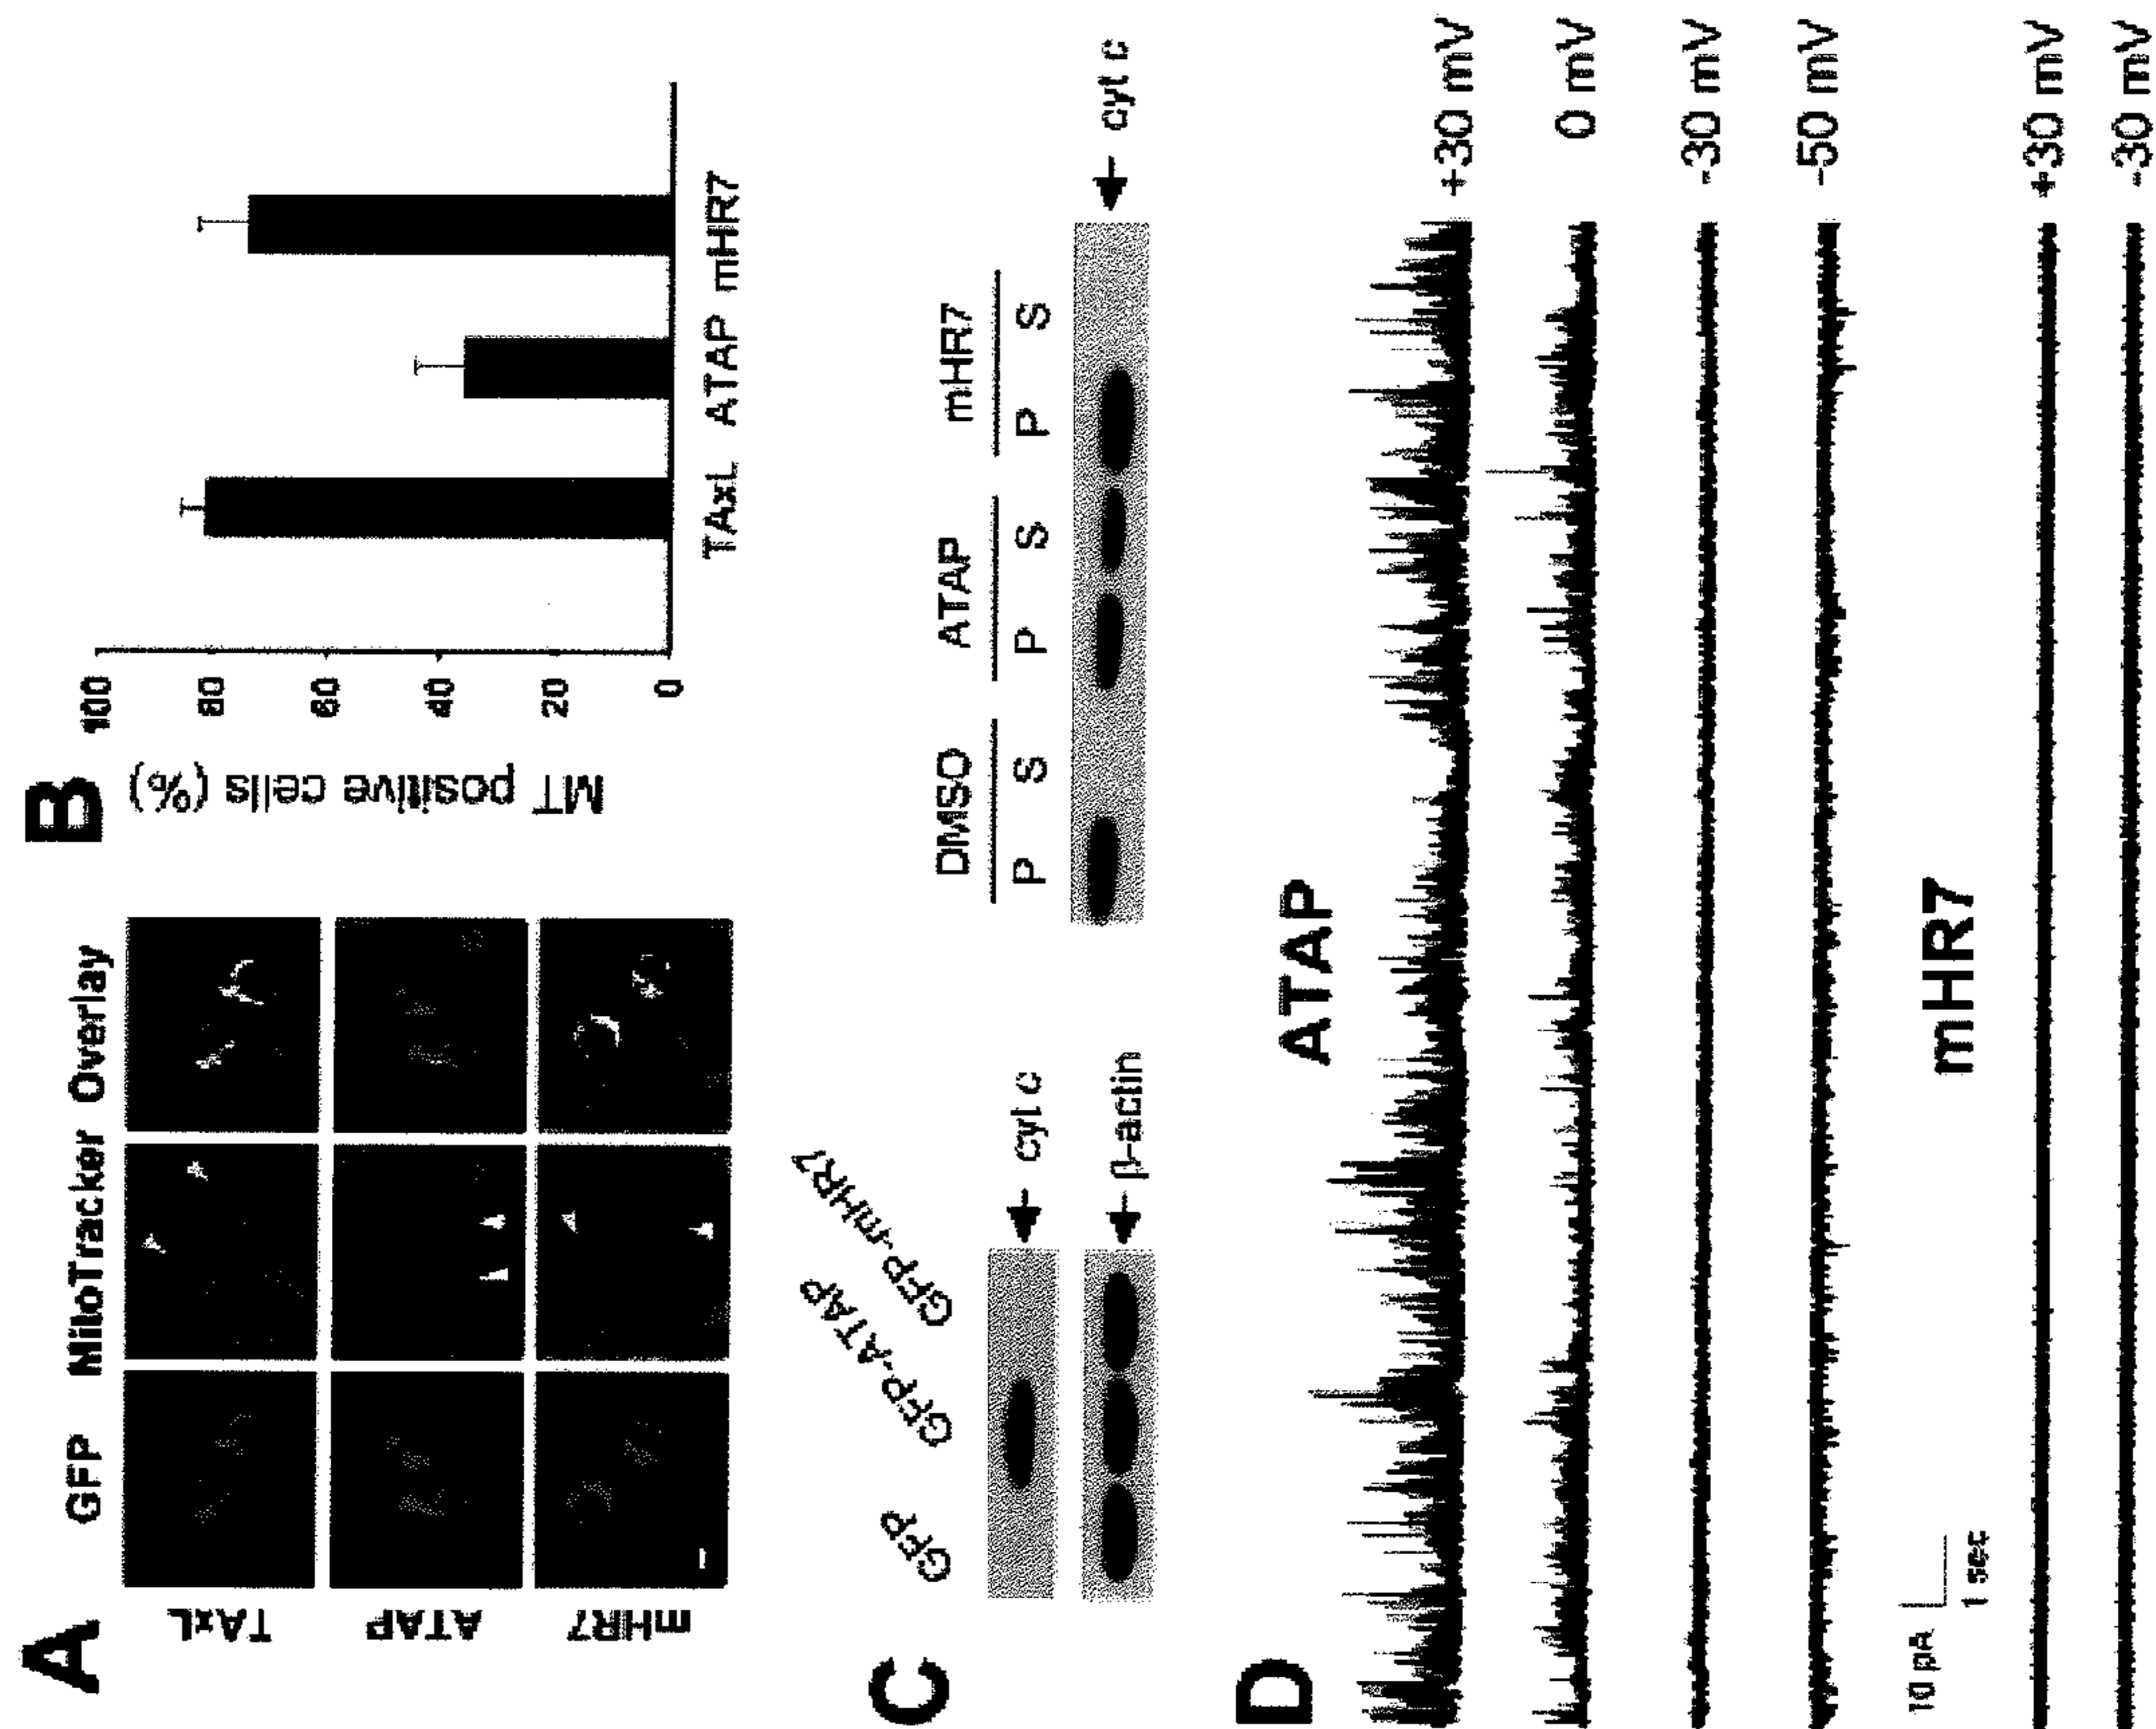 A
GFP MitoTracker Overlay
TAxL
ATAP
mHR7
B
MT positive cells (%)
100
80
60
40
20
0
TAxL ATAP mHR7
C
GFP GFP-ATAP GFP-mHR7
cyt c
β-actin
DMSO ATAP mHR7
P S P S P S
cyt c
D
ATAP
+30 mV
0 mV
-30 mV
-50 mV
10 pA
1 sec
mHR7
+30 mV
-30 mV